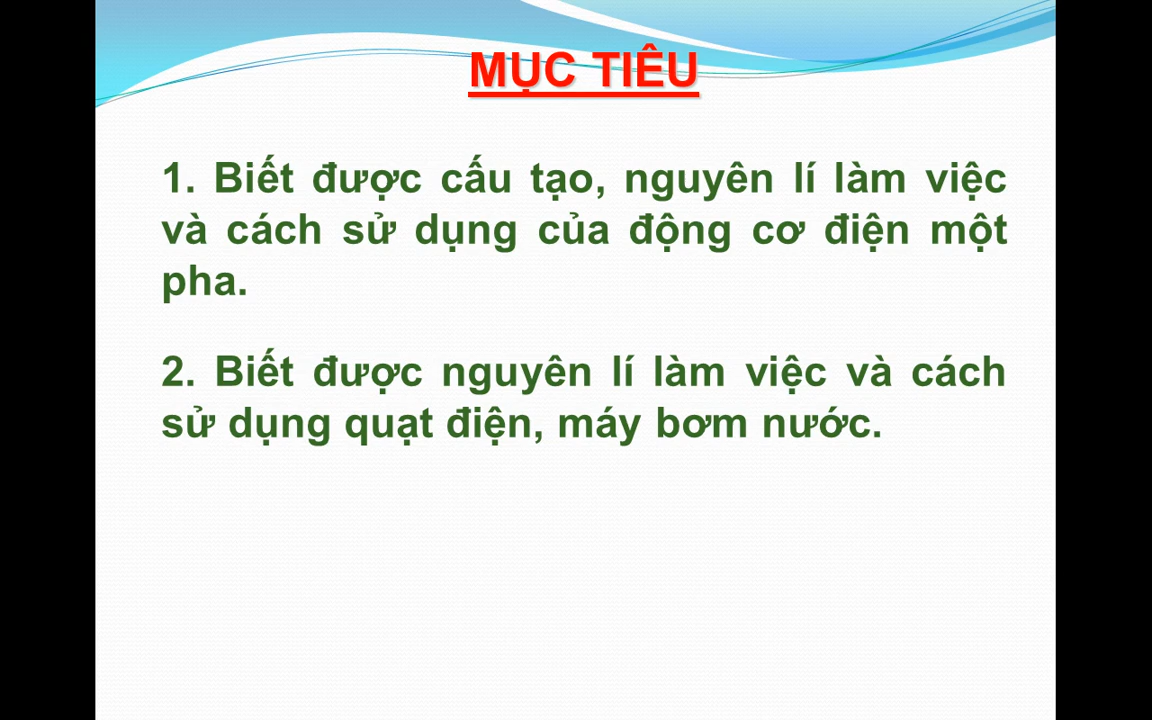 MỤC TIÊU
1. Biết được cấu tạo, nguyên lí làm việc
và cách sử dụng của động cơ điện một
pha.
2. Biết được nguyên lí làm việc và cách
sử dụng quạt điện, máy bơm nước.